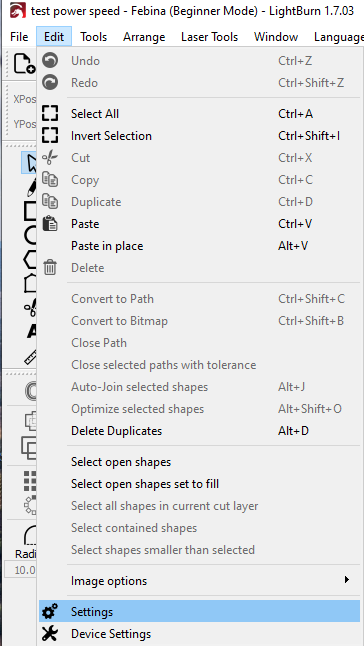 test power speed - Febina (Beginner Mode) - LightBurn 1.7.03
File Edit Tools Arrange Laser Tools Window Language
XPos
YPos
Undo Ctrl+Z
Redo Ctrl+Shift+Z
Select All Ctrl+A
Invert Selection Ctrl+Shift+I
Cut Ctrl+X
Copy Ctrl+C
Duplicate Ctrl+D
Paste Ctrl+V
Paste in place Alt+V
Delete
Convert to Path Ctrl+Shift+C
Convert to Bitmap Ctrl+Shift+B
Close Path
Close selected paths with tolerance
Auto-Join selected shapes Alt+J
Optimize selected shapes Alt+Shift+O
Delete Duplicates Alt+D
Select open shapes
Select open shapes set to fill
Select all shapes in current cut layer
Select contained shapes
Select shapes smaller than selected
Radi
10.0
Image options
Settings
Device Settings